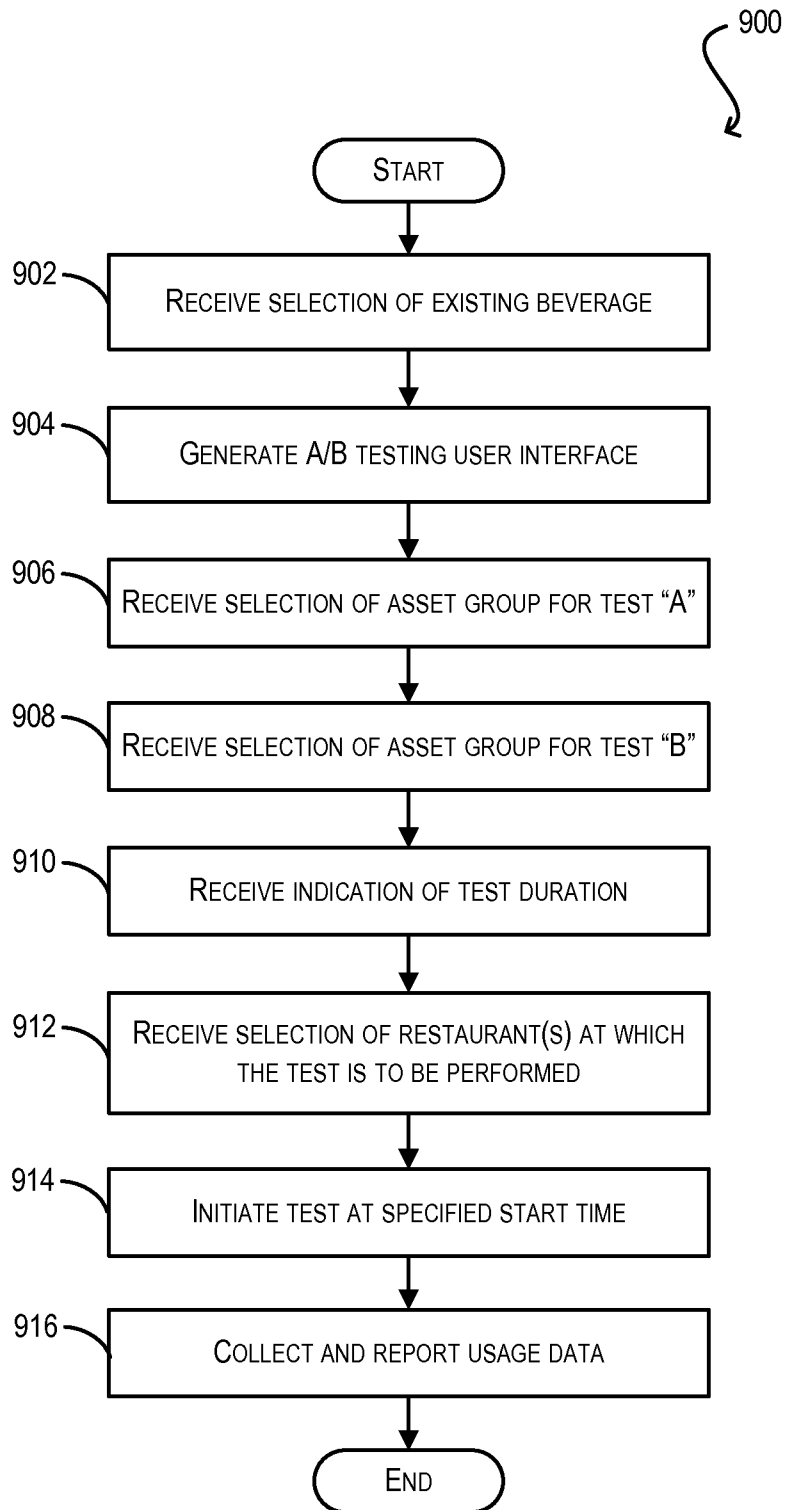 900
START
902
RECEIVE SELECTION OF EXISTING BEVERAGE
904
GENERATE A/B TESTING USER INTERFACE
906
RECEIVE SELECTION OF ASSET GROUP FOR TEST “A”
908
RECEIVE SELECTION OF ASSET GROUP FOR TEST “B”
910
RECEIVE INDICATION OF TEST DURATION
912
RECEIVE SELECTION OF RESTAURANT(S) AT WHICH
THE TEST IS TO BE PERFORMED
914
INITIATE TEST AT SPECIFIED START TIME
916
COLLECT AND REPORT USAGE DATA
END